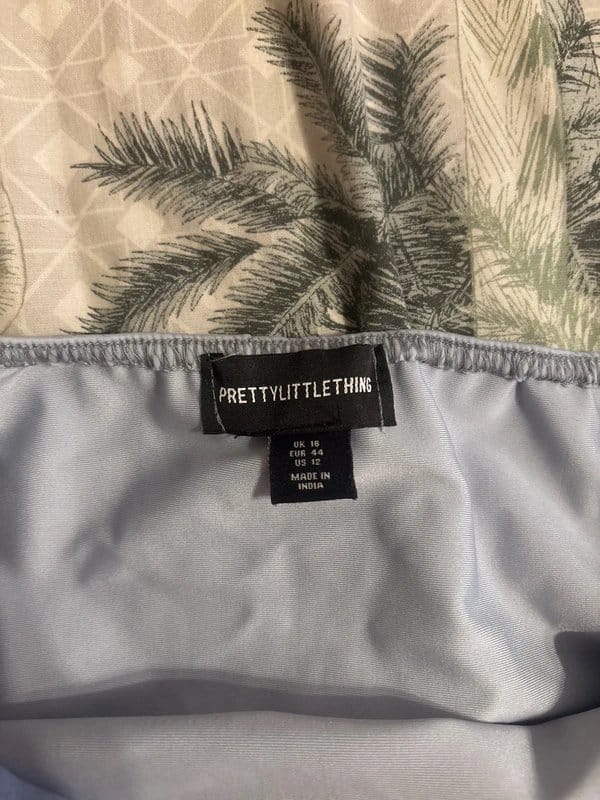 PRETTYLITTLETHING
UK 16
EUR 44
US 12
MADE IN
INDIA